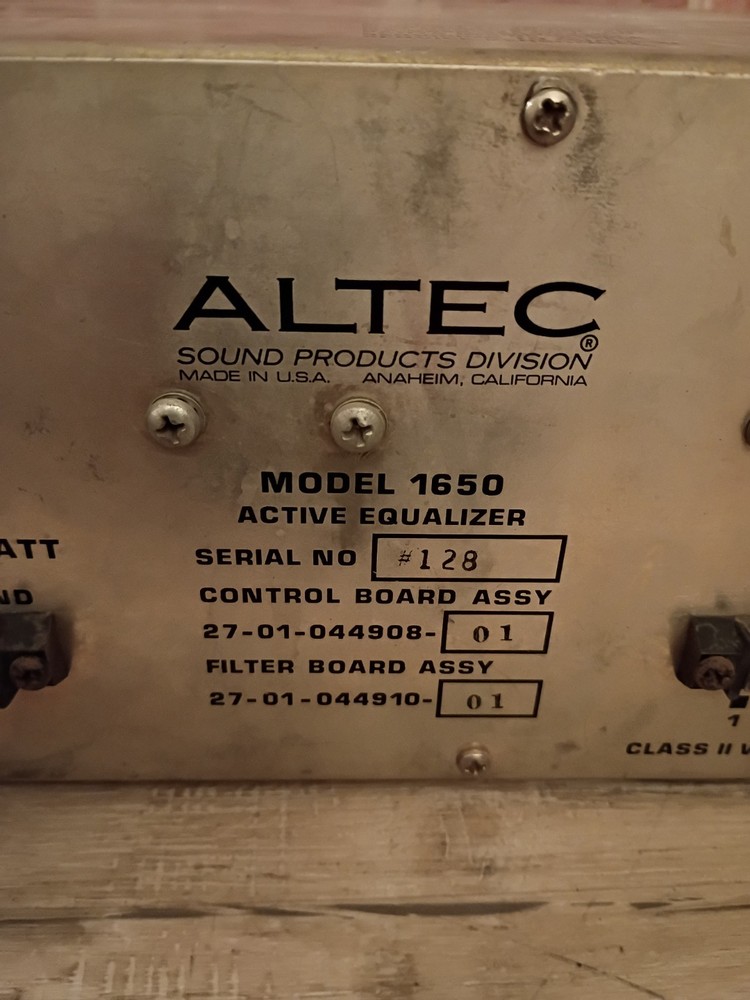 ALTEC®
SOUND PRODUCTS DIVISION
MADE IN U.S.A. ANAHEIM, CALIFORNIA
MODEL 1650
ACTIVE EQUALIZER
ATT
SERIAL NO #128
ND
CONTROL BOARD ASSY
27-01-044908-01
FILTER BOARD ASSY
27-01-044910-01
1
CLASS II